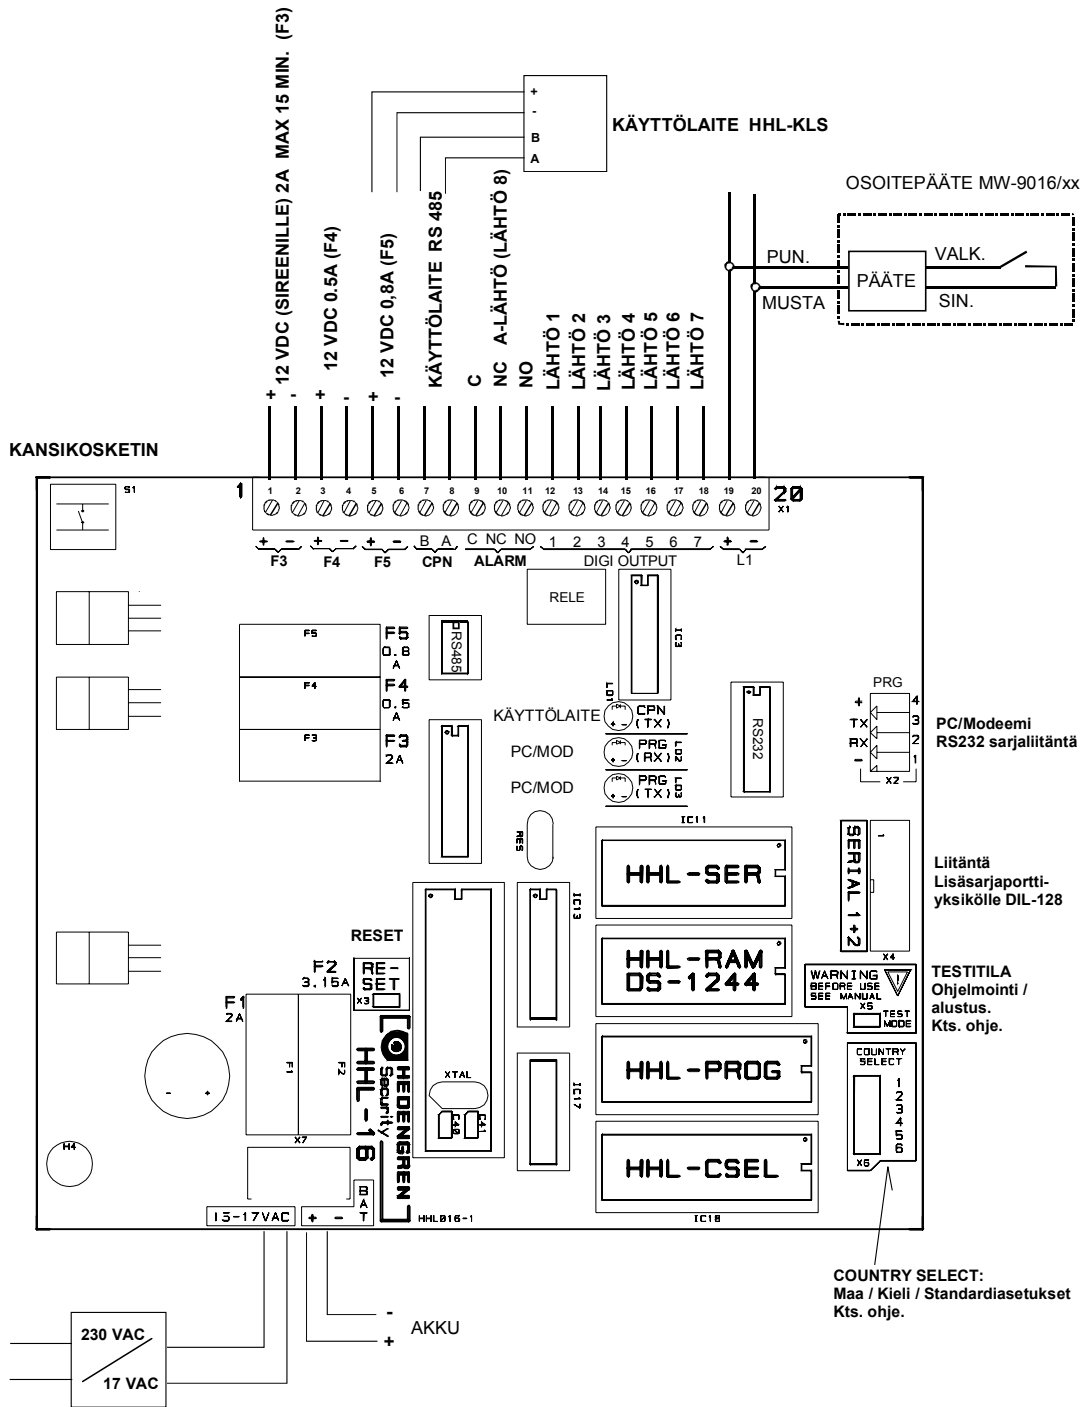 12 VDC (SIREENILLE) 2A MAX 15 MIN. (F3)
12 VDC 0.5A (F4)
12 VDC 0,8A (F5)
KÄYTTÖLAITE RS 485
C
NC A-LÄHTÖ (LÄHTÖ 8)
NO
LÄHTÖ 1
LÄHTÖ 2
LÄHTÖ 3
LÄHTÖ 4
LÄHTÖ 5
LÄHTÖ 6
LÄHTÖ 7
+ - + - + -
+
-
B
A
KÄYTTÖLAITE HHL-KLS
OSOITEPÄÄTE MW-9016/xx
PUN.
MUSTA
PÄÄTE
VALK.
SIN.
KANSIKOSKETIN
S1
1
1 2 3 4 5 6 7 8 9 10 11 12 13 14 15 16 17 18 19 20
20
X1
+ - + - + - B A C NC NO 1 2 3 4 5 6 7 + -
F3 F4 F5 CPN ALARM DIGI OUTPUT L1
RELE
IC3
RS485
F5
F5
0.8
A
F4
F4
0.5
A
F3
F3
2A
LD1
KÄYTTÖLAITE
+ -
CPN
(TX)
PC/MOD
+ -
PRG
(RX)
LD2
PC/MOD
+ -
PRG
(TX)
LD3
RS232
PRG
+ 4
TX 3
RX 2
- 1
X2
PC/Modeemi
RS232 sarjaliitäntä
RES
IC11
HHL-SER
SERIAL 1+2
1
X4
Liitäntä
Lisäsarjaportti-
yksikölle DIL-128
IC13
HHL-RAM
DS-1244
WARNING
BEFORE USE
SEE MANUAL
!
X5
TEST
MODE
TESTITILA
Ohjelmointi /
alustus.
Kts. ohje.
RESET
RE-
SET
X3
F2
3.15A
F1
2A
F1
F2
X7
HHL-16
HEDENGREN
Security
XTAL
C40
C41
IC17
HHL-PROG
COUNTRY
SELECT
1
2
3
4
5
6
X6
HHL-CSEL
IC18
- +
H4
15-17VAC
+ -
BAT
HHL016-1
COUNTRY SELECT:
Maa / Kieli / Standardiasetukset
Kts. ohje.
-
+
AKKU
230 VAC
17 VAC